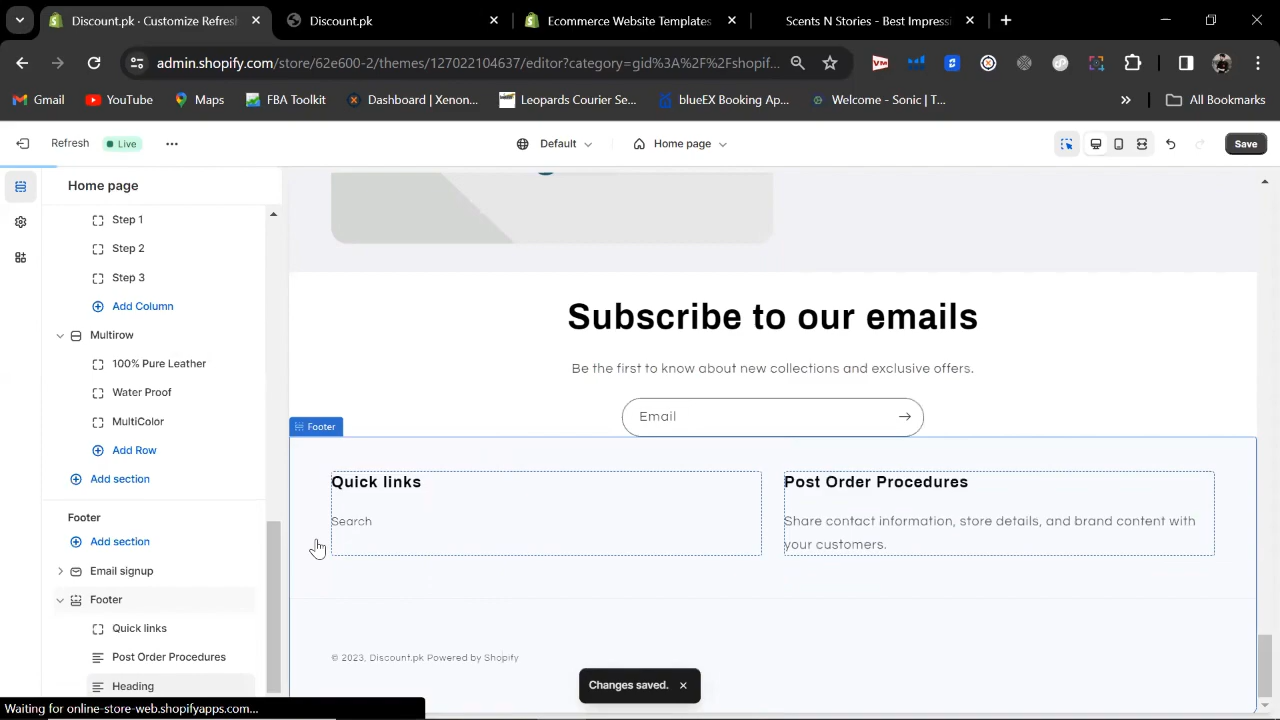 Discount.pk · Customize Refresh
Discount.pk
Ecommerce Website Templates
Scents N Stories - Best Impressi
admin.shopify.com/store/62e600-2/themes/127022104637/editor?category=gid%3A%2F%2Fshopif...
Gmail
YouTube
Maps
FBA Toolkit
Dashboard | Xenon...
Leopards Courier Se...
blueEX Booking Ap...
Welcome - Sonic | T...
All Bookmarks
Refresh
Live
Default
Home page
Save
Home page
Step 1
Step 2
Step 3
Add Column
Multirow
100% Pure Leather
Water Proof
MultiColor
Add Row
Add section
Footer
Add section
Email signup
Footer
Quick links
Post Order Procedures
Heading
Subscribe to our emails
Be the first to know about new collections and exclusive offers.
Email
Footer
Quick links
Search
Post Order Procedures
Share contact information, store details, and brand content with
your customers.
© 2023, Discount.pk Powered by Shopify
Changes saved.
Waiting for online-store-web.shopifyapps.com...